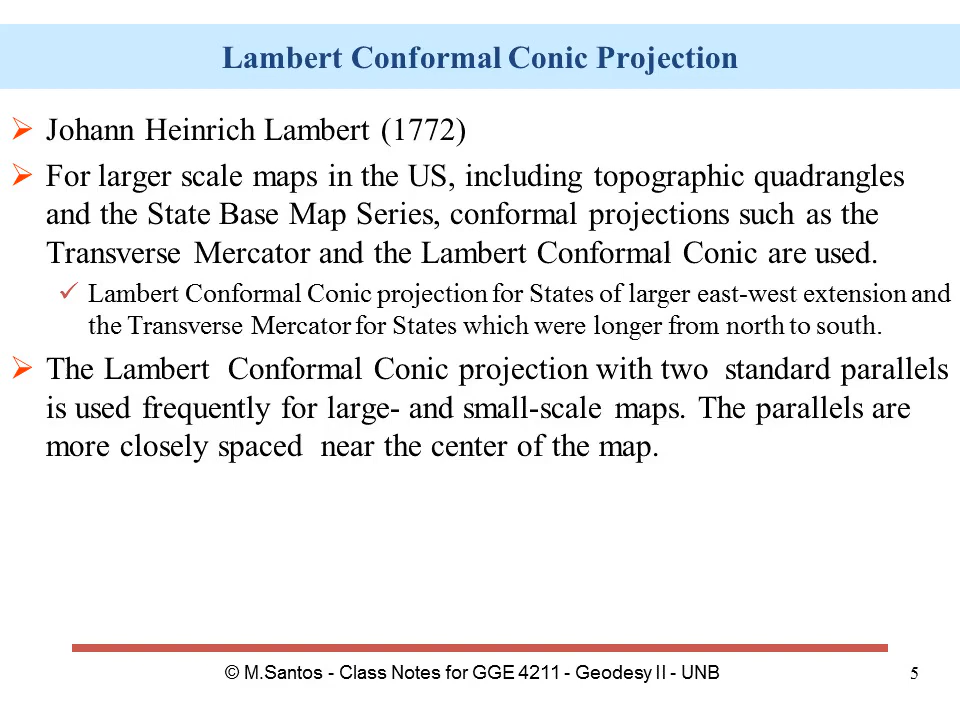 Lambert Conformal Conic Projection
Johann Heinrich Lambert (1772)
For larger scale maps in the US, including topographic quadrangles
and the State Base Map Series, conformal projections such as the
Transverse Mercator and the Lambert Conformal Conic are used.
Lambert Conformal Conic projection for States of larger east-west extension and
the Transverse Mercator for States which were longer from north to south.
The Lambert  Conformal Conic projection with two  standard parallels
is used frequently for large- and small-scale maps. The parallels are
more closely spaced  near the center of the map.
© M.Santos - Class Notes for GGE 4211 - Geodesy II - UNB
5